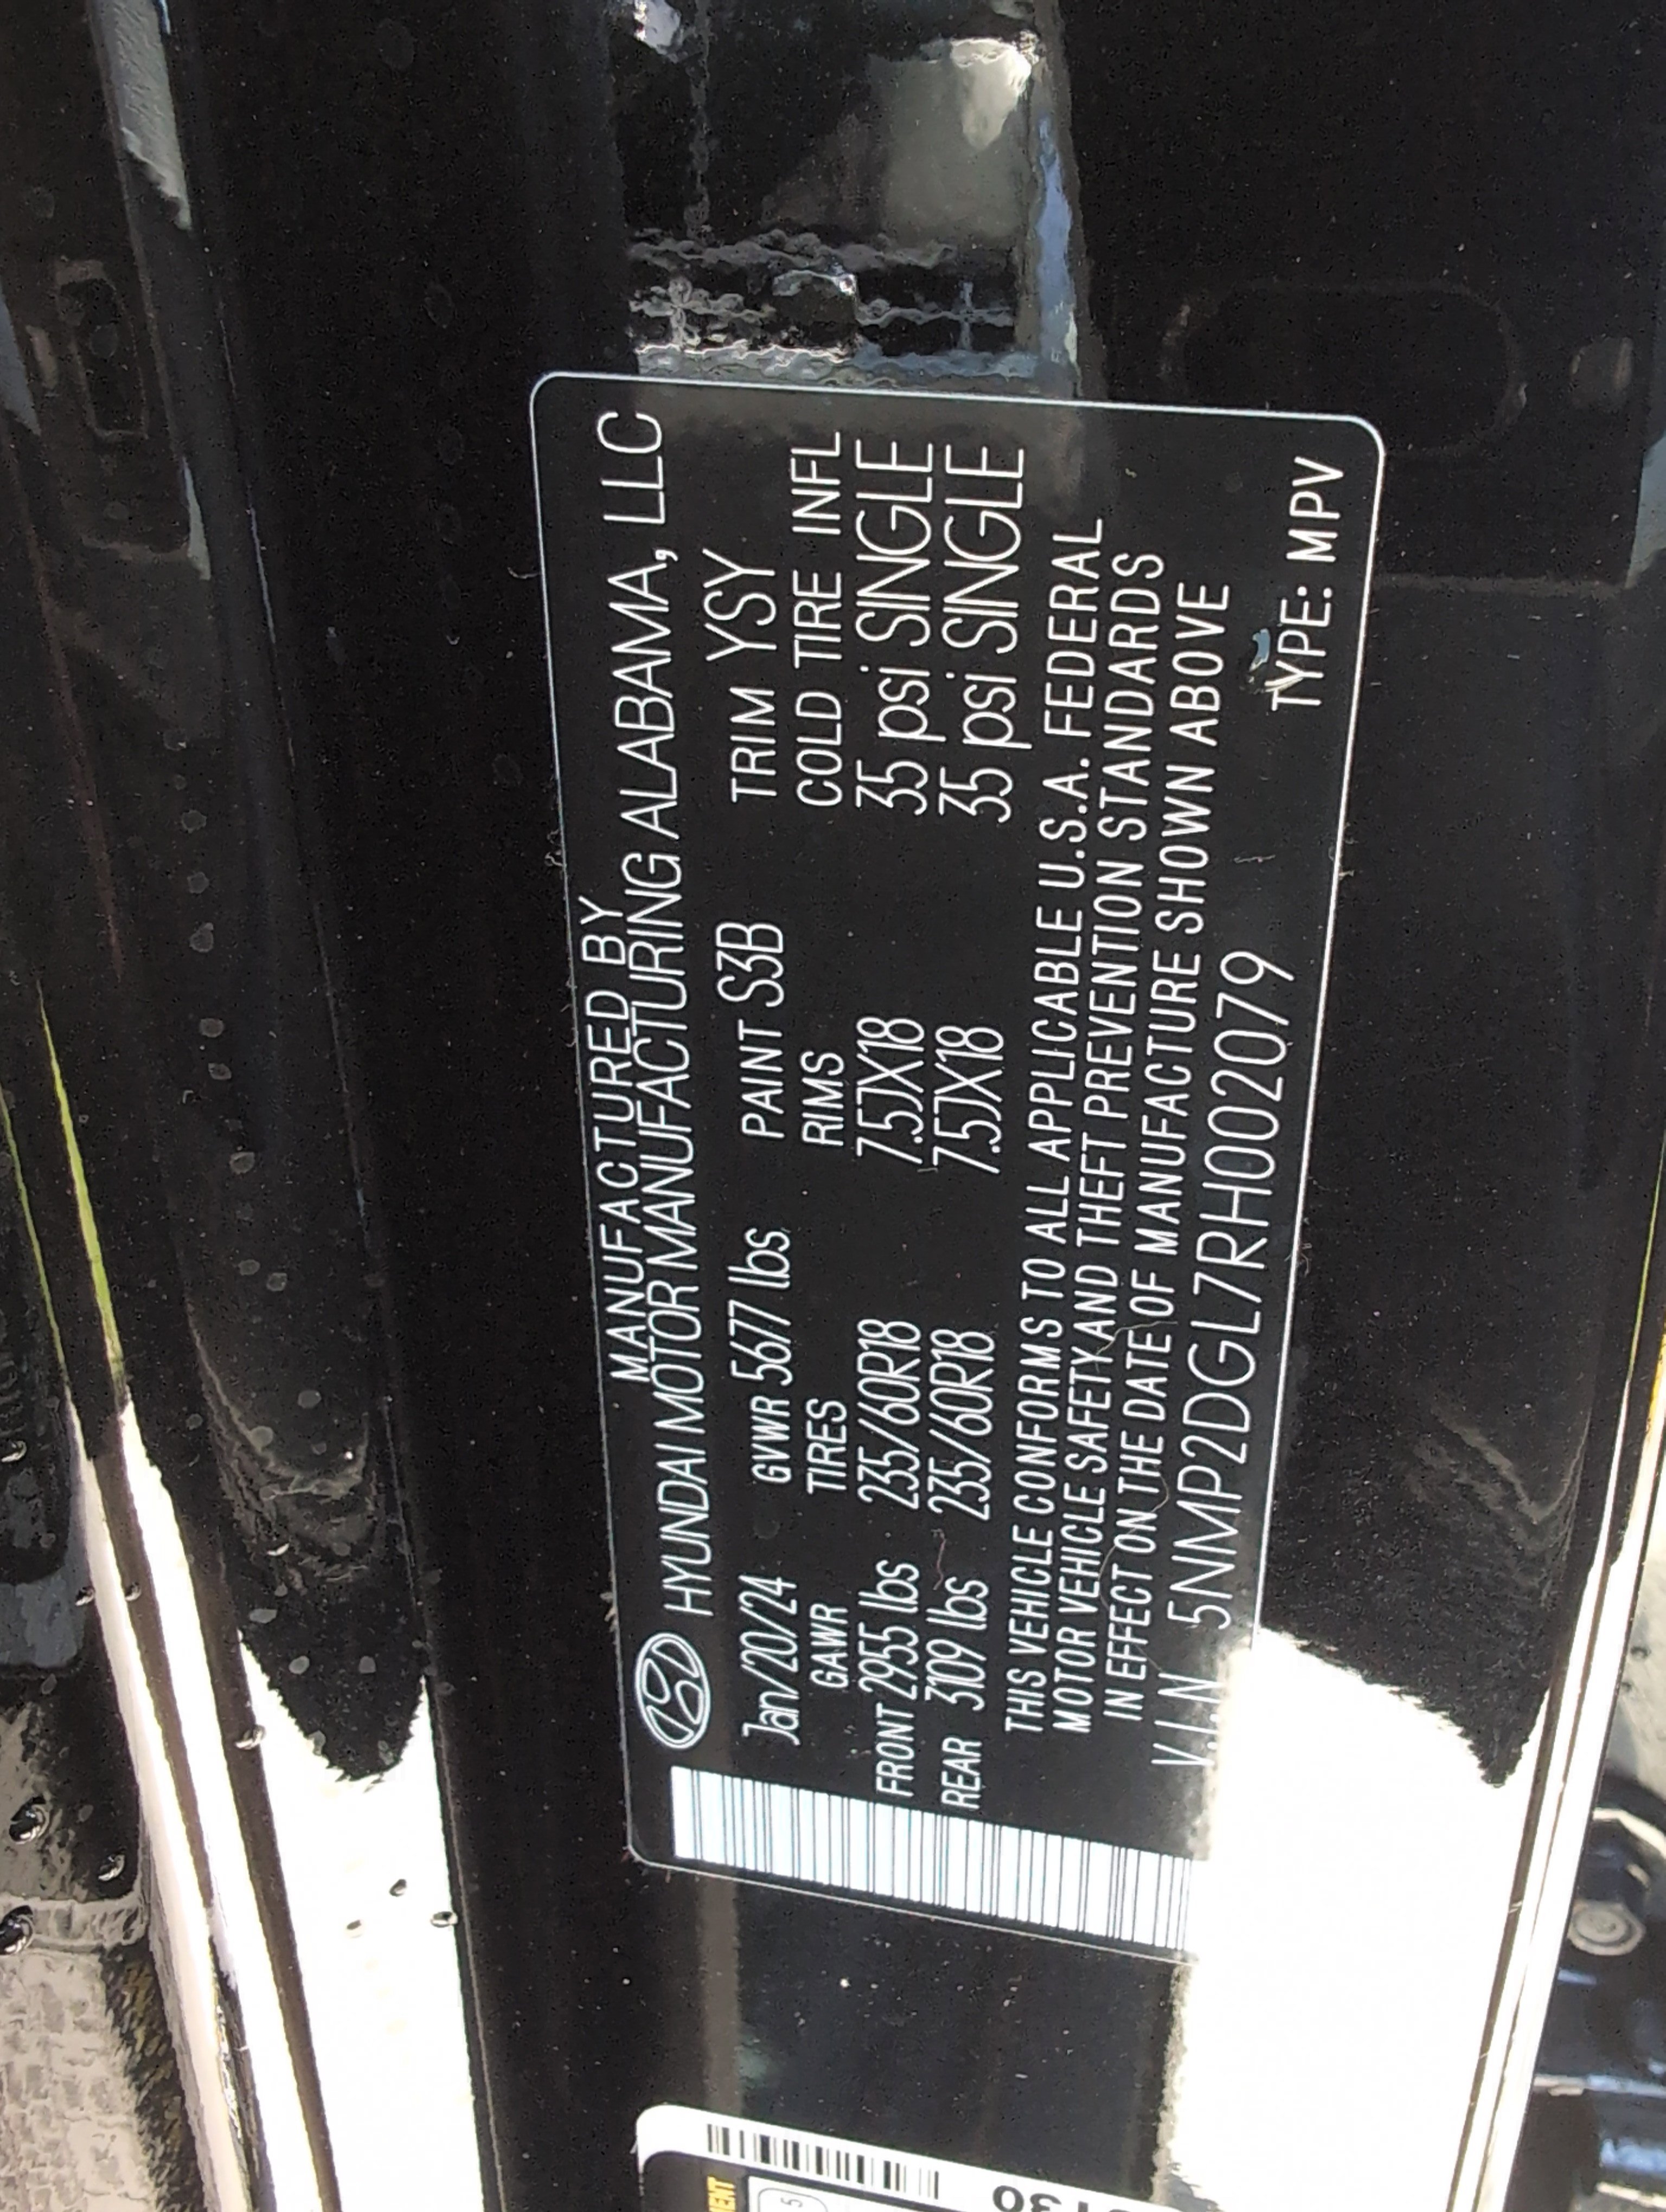 MANUFACTURED BY
HYUNDAI MOTOR MANUFACTURING ALABAMA, LLC
Jan/20/24 GVWR 5677 lbs PAINT S3B TRIM YSY
GAWR TIRES RIMS COLD TIRE INFL
FRONT 2955 lbs 235/60R18 7.5JX18 35 psi SINGLE
REAR 3109 lbs 235/60R18 7.5JX18 35 psi SINGLE
THIS VEHICLE CONFORMS TO ALL APPLICABLE U.S.A. FEDERAL
MOTOR VEHICLE SAFETY AND THEFT PREVENTION STANDARDS
IN EFFECT ON THE DATE OF MANUFACTURE SHOWN ABOVE
V.I.N 5NMP2DGL7RH002079
TYPE: MPV